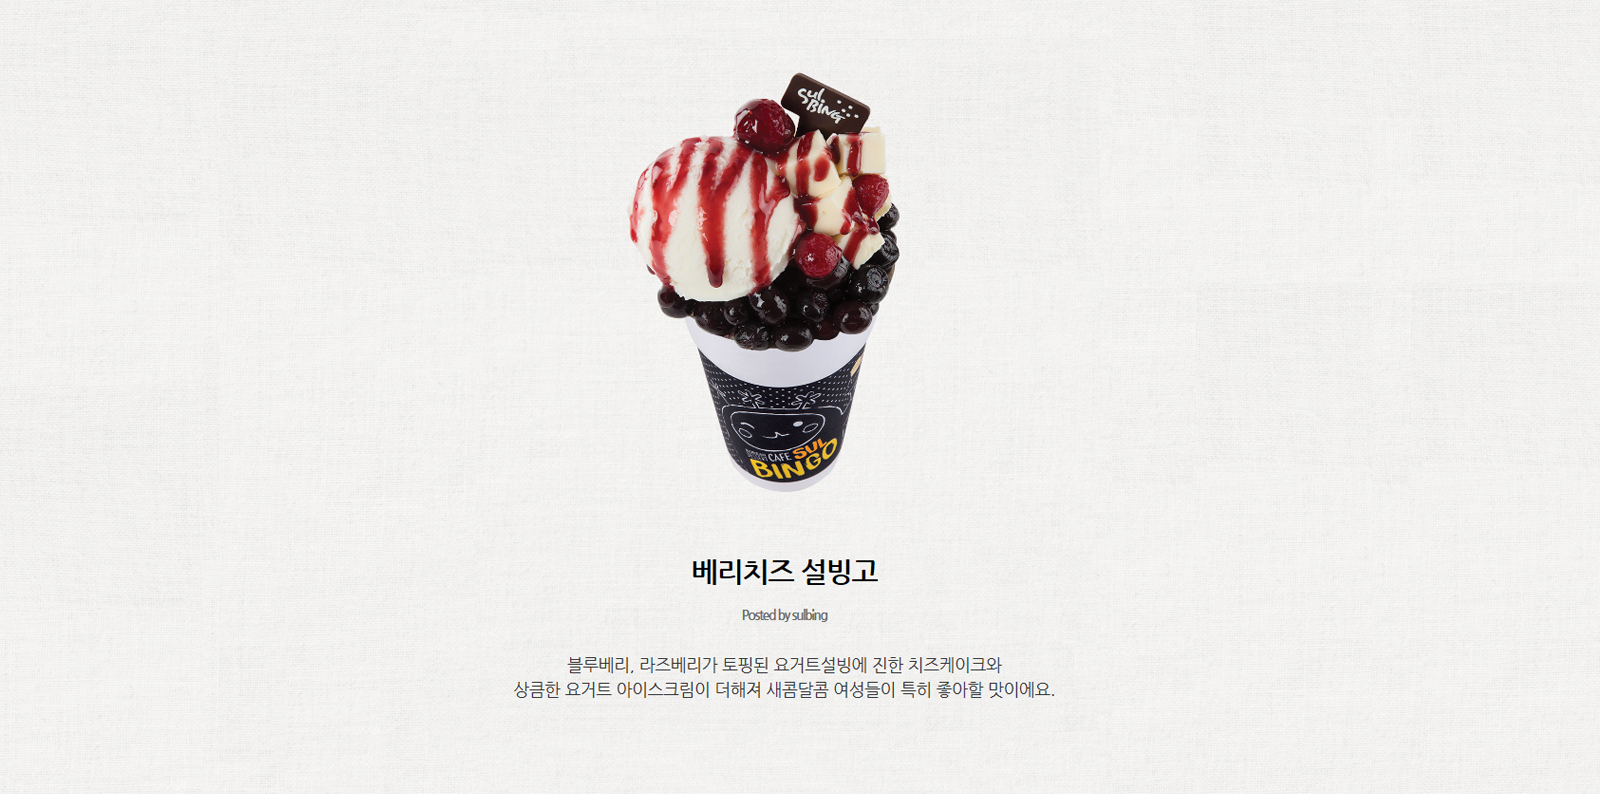 Sul
BiNG
CAFE SUL
BINGO
베리치즈 설빙고
Posted by sulbing
블루베리, 라즈베리가 토핑된 요거트설빙에 진한 치즈케이크와
상큼한 요거트 아이스크림이 더해져 새콤달콤 여성들이 특히 좋아할 맛이에요.